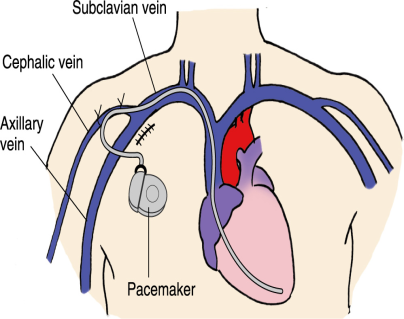 Subclavian vein
Cephalic vein
Axillary
vein
Pacemaker